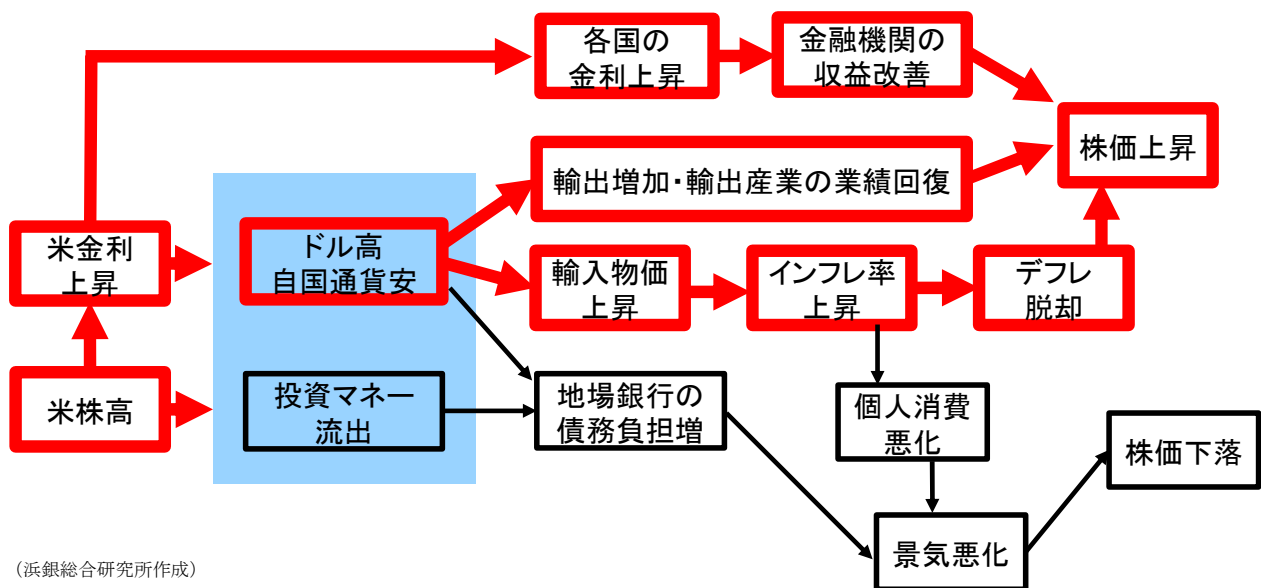 各国の
金利上昇
金融機関の
収益改善
株価上昇
輸出増加・輸出産業の業績回復
米金利
上昇
ドル高
自国通貨安
輸入物価
上昇
インフレ率
上昇
デフレ
脱却
米株高
投資マネー
流出
地場銀行の
債務負担増
個人消費
悪化
株価下落
景気悪化
（浜銀総合研究所作成）